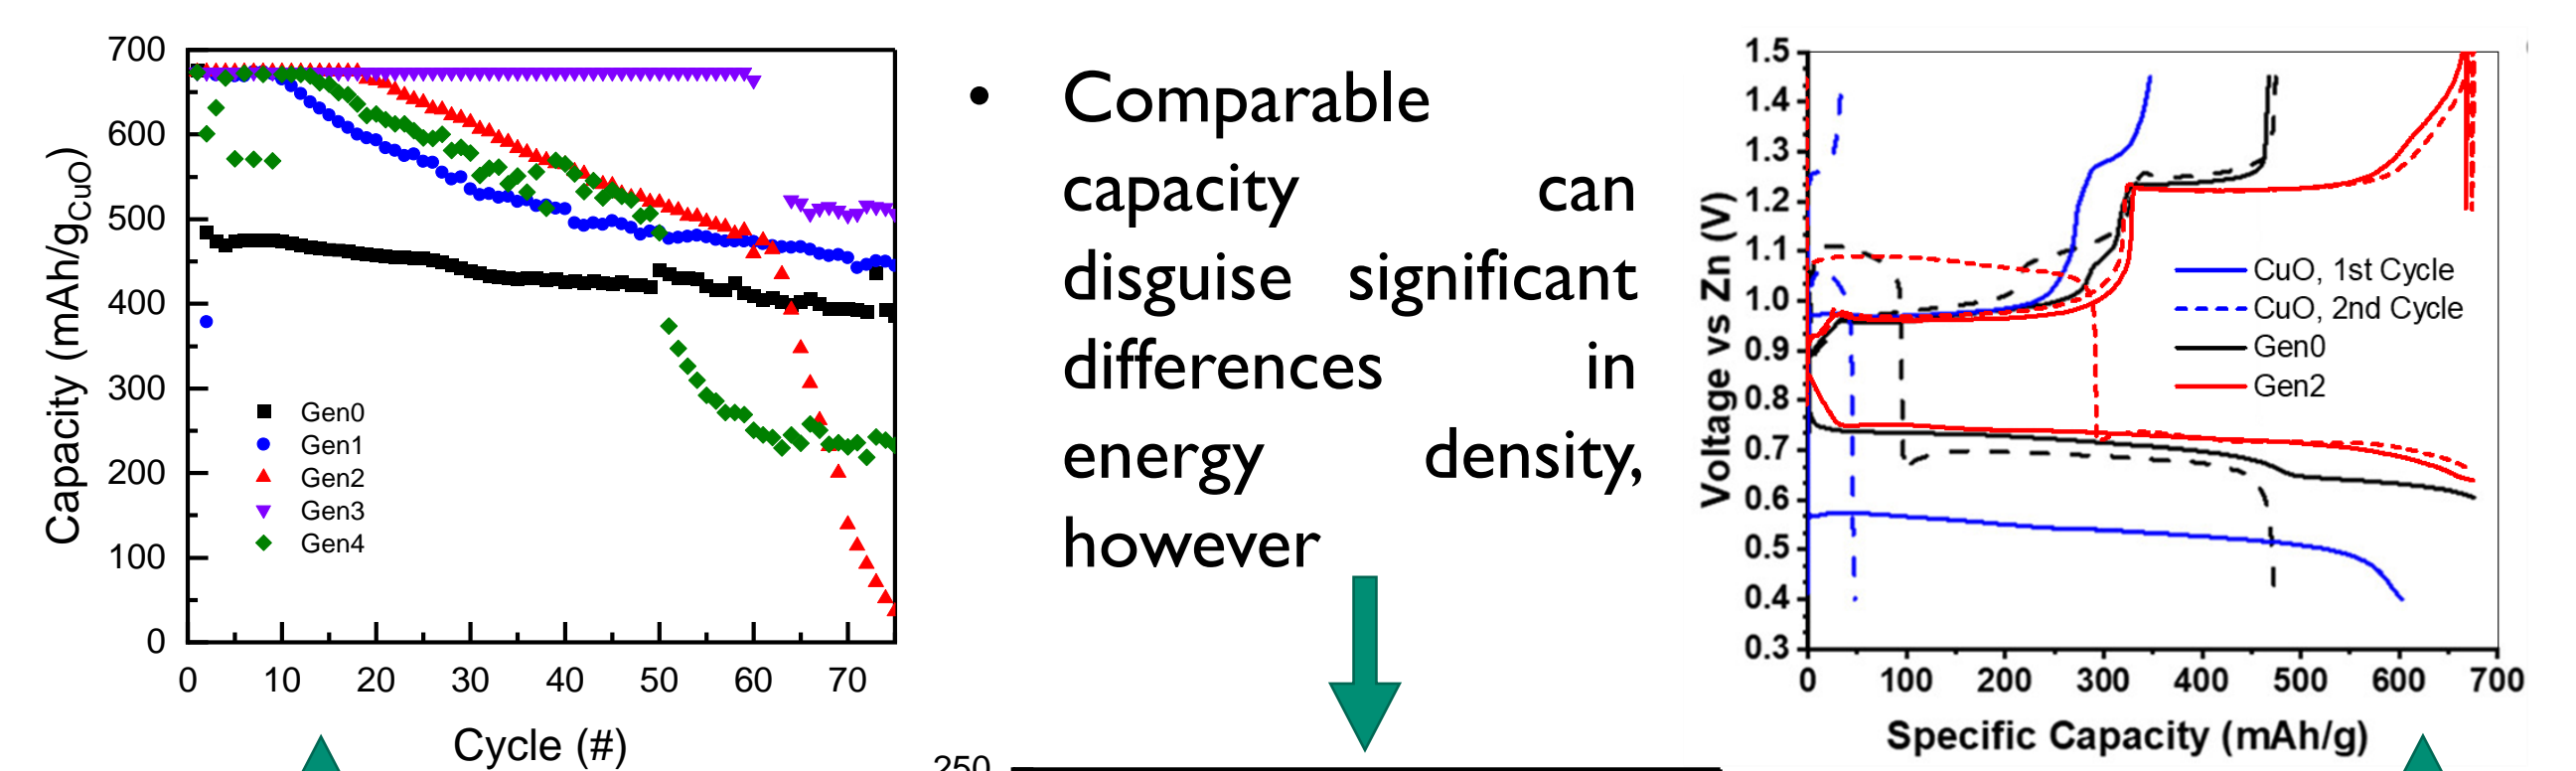 700
600
500
400
300
200
100
0
Capacity (mAh/gCuO)
Gen0
Gen1
Gen2
Gen3
Gen4
0 10 20 30 40 50 60 70
Cycle (#)
• Comparable
capacity can
disguise significant
differences in
energy density,
however
250
1.5
1.4
1.3
1.2
1.1
1.0
0.9
0.8
0.7
0.6
0.5
0.4
0.3
Voltage vs Zn (V)
CuO, 1st Cycle
CuO, 2nd Cycle
Gen0
Gen2
0 100 200 300 400 500 600 700
Specific Capacity (mAh/g)